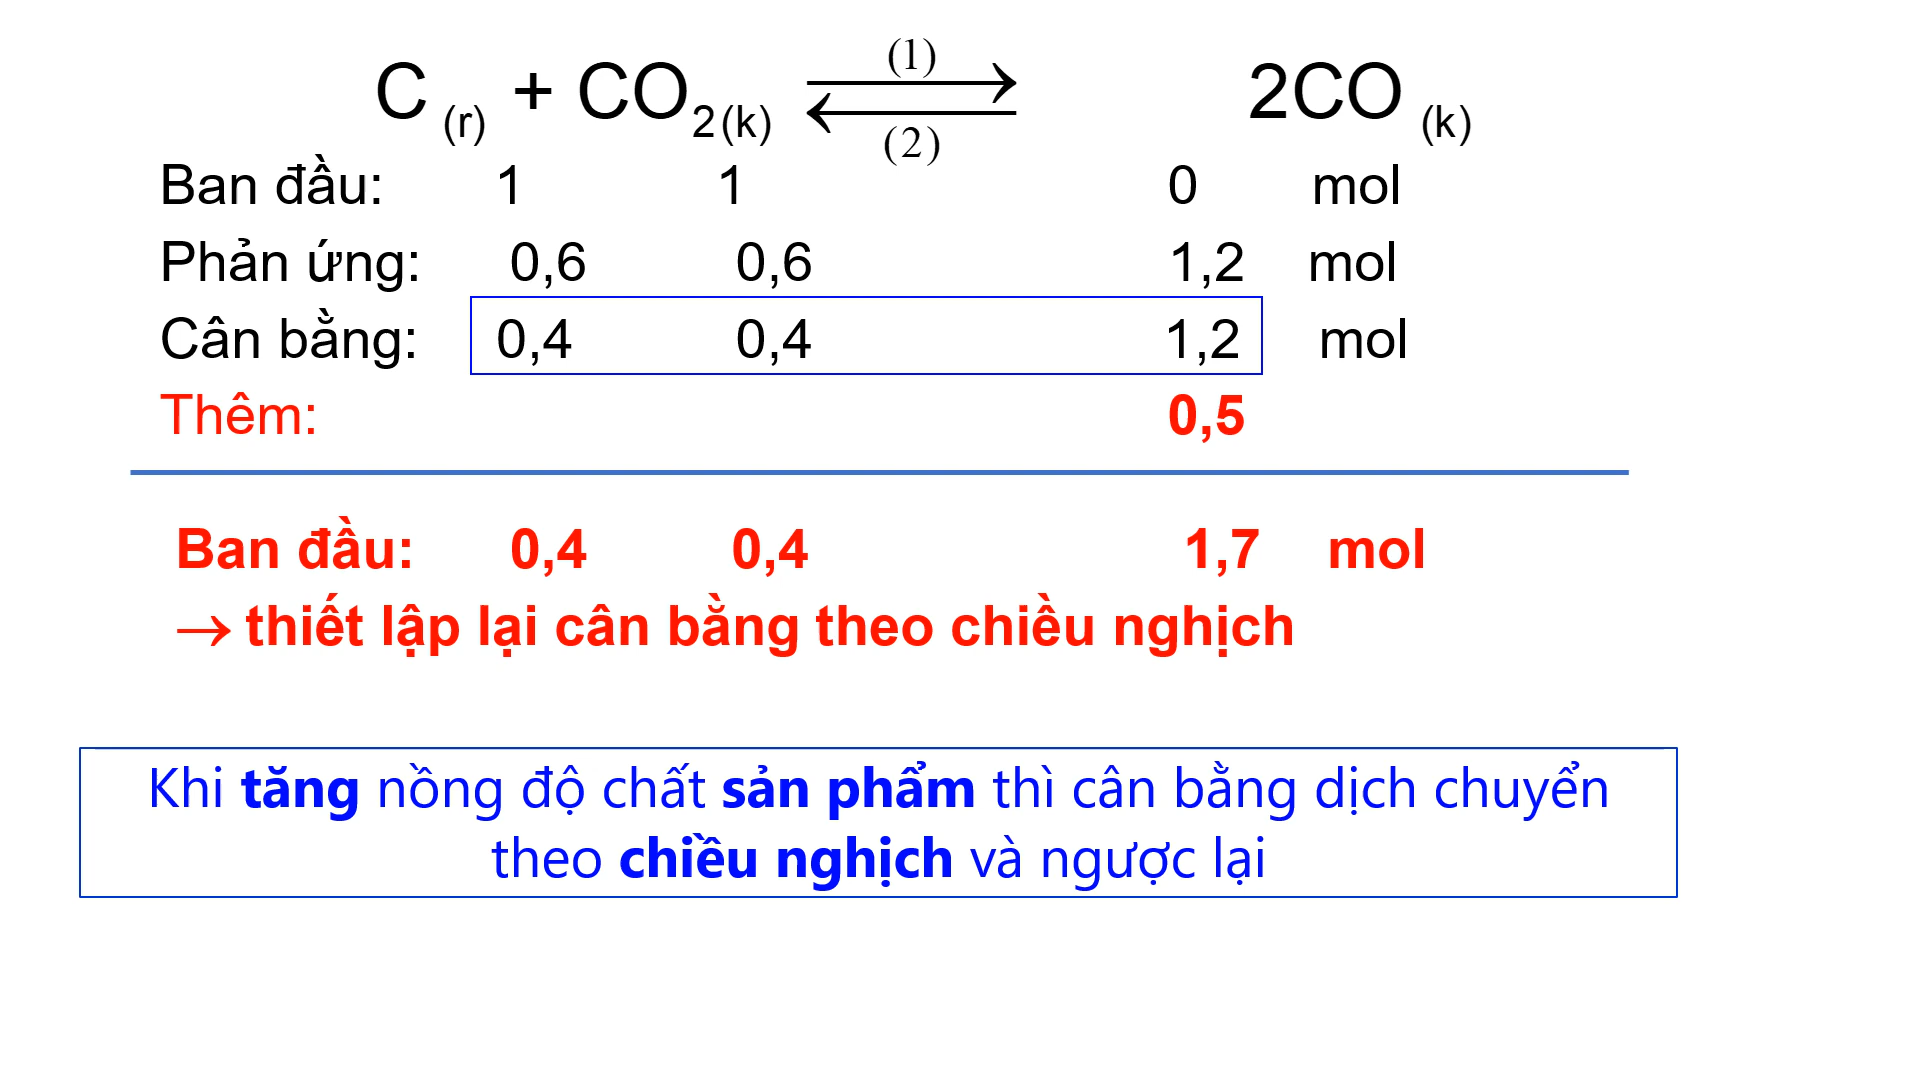 (1)
C (r) + CO2(k) ⇄ 2CO (k)
(2)
Ban đầu: 1 1 0 mol
Phản ứng: 0,6 0,6 1,2 mol
Cân bằng: 0,4 0,4 1,2 mol
Thêm: 0,5
Ban đầu: 0,4 0,4 1,7 mol
→ thiết lập lại cân bằng theo chiều nghịch
Khi tăng nồng độ chất sản phẩm thì cân bằng dịch chuyển
theo chiều nghịch và ngược lại